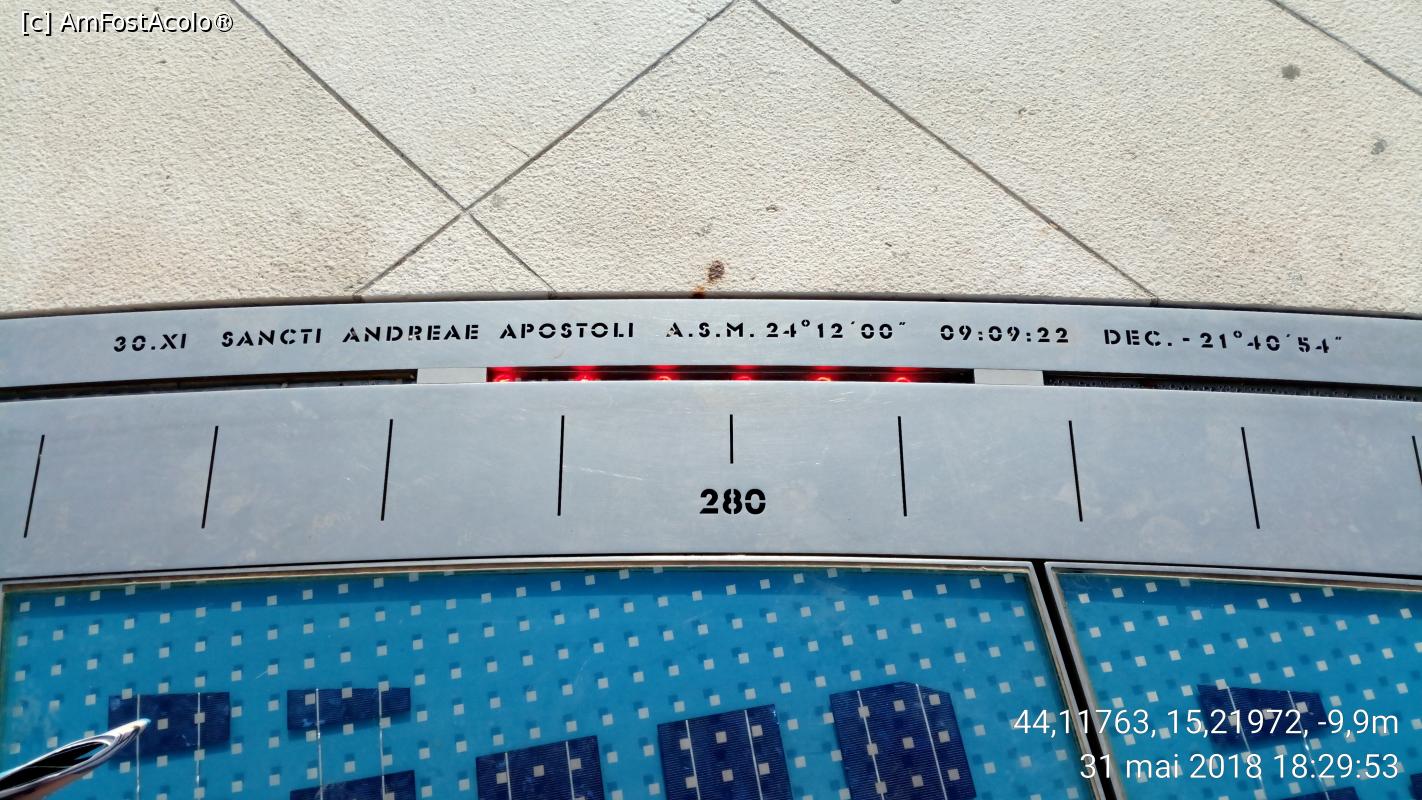 [c] AmFostAcolo®
30.XI SANCTI ANDREAE APOSTOLI A.S.M. 24°12´00˝ 09:09:22 DEC. - 21°40´54˝
280
44,11763, 15,21972, -9,9m
31 mai 2018 18:29:53